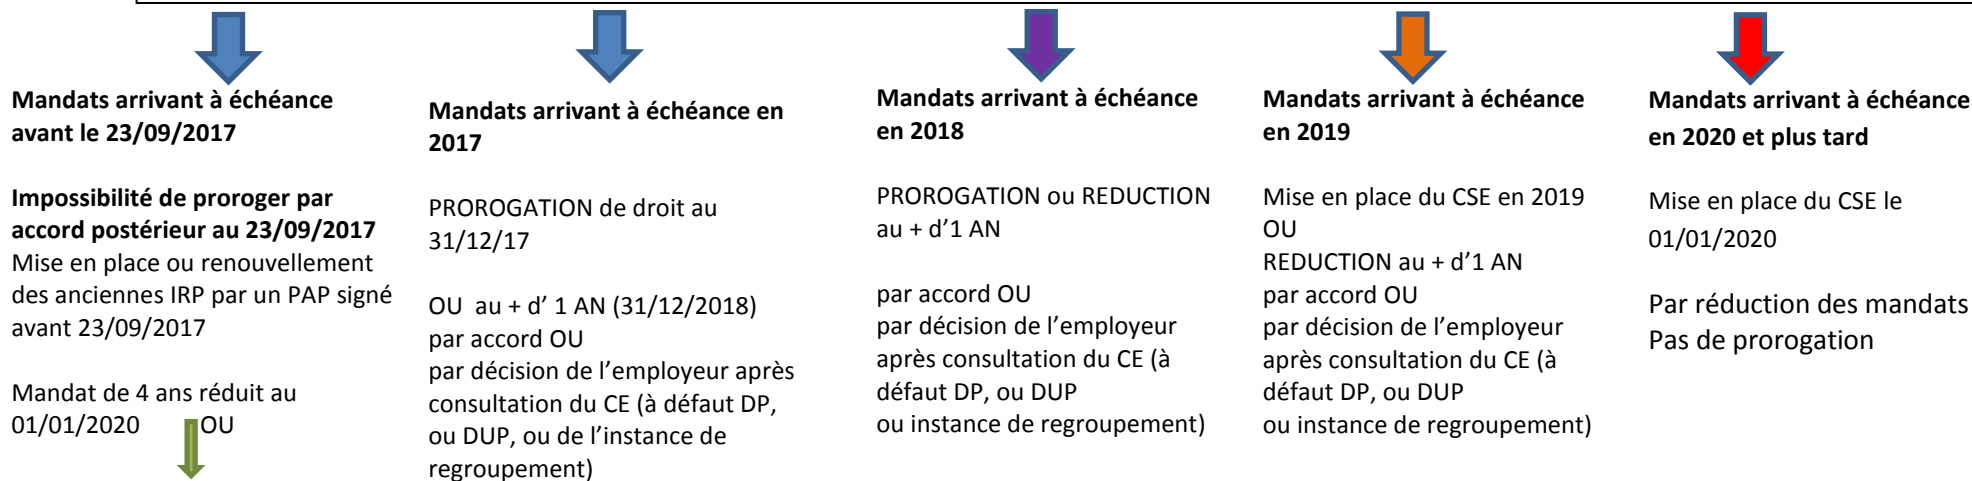 Mandats arrivant à échéance
avant le 23/09/2017
Impossibilité de proroger par
accord postérieur au 23/09/2017
Mise en place ou renouvellement
des anciennes IRP par un PAP signé
avant 23/09/2017
Mandat de 4 ans réduit au
01/01/2020 OU
Mandats arrivant à échéance en
2017
PROROGATION de droit au
31/12/17
OU au + d’ 1 AN (31/12/2018)
par accord OU
par décision de l’employeur après
consultation du CE (à défaut DP,
ou DUP, ou de l’instance de
regroupement)
Mandats arrivant à échéance
en 2018
PROROGATION ou REDUCTION
au + d’1 AN
par accord OU
par décision de l’employeur
après consultation du CE (à
défaut DP, ou DUP
ou instance de regroupement)
Mandats arrivant à échéance
en 2019
Mise en place du CSE en 2019
OU
REDUCTION au + d’1 AN
par accord OU
par décision de l’employeur
après consultation du CE (à
défaut DP, ou DUP
ou instance de regroupement)
Mandats arrivant à échéance
en 2020 et plus tard
Mise en place du CSE le
01/01/2020
Par réduction des mandats
Pas de prorogation